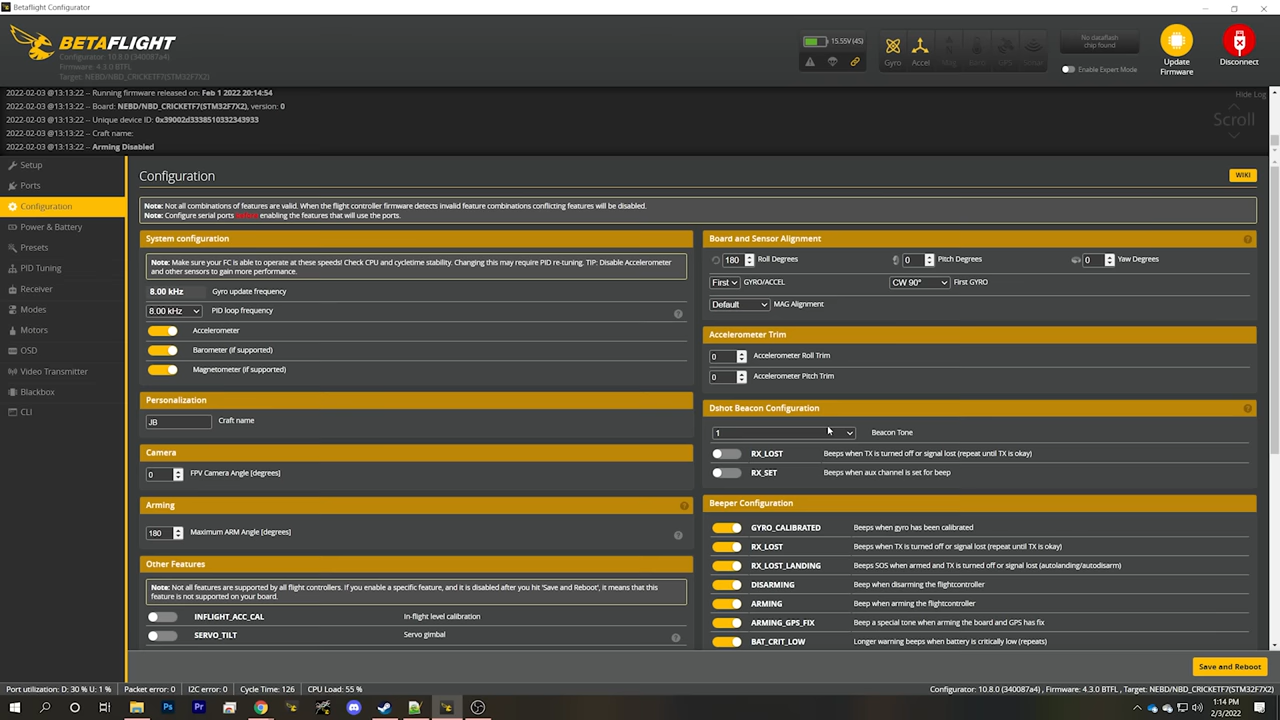 Betaflight Configurator
BETAFLIGHT
Configurator: 10.8.0 (340087a4)
Firmware: 4.3.0 BTFL
Target: NEBD/NBD_CRICKETF7(STM32F7X2)
15.55V (4S)
Gyro
Accel
Mag
Baro
GPS
Sonar
No dataflash
chip found
Enable Expert Mode
Update
Firmware
Disconnect
2022-02-03 @13:13:22 -- Running firmware released on: Feb 1 2022 20:14:54
2022-02-03 @13:13:22 -- Board: NEBD/NBD_CRICKETF7(STM32F7X2), version: 0
2022-02-03 @13:13:22 -- Unique device ID: 0x39002d3338510332343933
2022-02-03 @13:13:22 -- Craft name:
2022-02-03 @13:13:22 -- Arming Disabled
Hide Log
Scroll
Setup
Ports
Configuration
Power & Battery
Presets
PID Tuning
Receiver
Modes
Motors
OSD
Video Transmitter
Blackbox
CLI
Configuration
WIKI
Note: Not all combinations of features are valid. When the flight controller firmware detects invalid feature combinations conflicting features will be disabled.
Note: Configure serial ports enabling the features that will use the ports.
System configuration
Note: Make sure your FC is able to operate at these speeds! Check CPU and cycletime stability. Changing this may require PID re-tuning. TIP: Disable Accelerometer
and other sensors to gain more performance.
8.00 kHz Gyro update frequency
8.00 kHz PID loop frequency
Accelerometer
Barometer (if supported)
Magnetometer (if supported)
Personalization
JB Craft name
Camera
0 FPV Camera Angle [degrees]
Arming
180 Maximum ARM Angle [degrees]
Other Features
Note: Not all features are supported by all flight controllers. If you enable a specific feature, and it is disabled after you hit 'Save and Reboot', it means that this
feature is not supported on your board.
INFLIGHT_ACC_CAL In-flight level calibration
SERVO_TILT Servo gimbal
Board and Sensor Alignment
180 Roll Degrees 0 Pitch Degrees 0 Yaw Degrees
First GYRO/ACCEL CW 90° First GYRO
Default MAG Alignment
Accelerometer Trim
0 Accelerometer Roll Trim
0 Accelerometer Pitch Trim
Dshot Beacon Configuration
1 Beacon Tone
RX_LOST Beeps when TX is turned off or signal lost (repeat until TX is okay)
RX_SET Beeps when aux channel is set for beep
Beeper Configuration
GYRO_CALIBRATED Beeps when gyro has been calibrated
RX_LOST Beeps when TX is turned off or signal lost (repeat until TX is okay)
RX_LOST_LANDING Beeps SOS when armed and TX is turned off or signal lost (autolanding/autodisarm)
DISARMING Beep when disarming the flightcontroller
ARMING Beep when arming the flightcontroller
ARMING_GPS_FIX Beep a special tone when arming the board and GPS has fix
BAT_CRIT_LOW Longer warning beeps when battery is critically low (repeats)
Save and Reboot
Port utilization: D: 30 % U: 1 % Packet error: 0 I2C error: 0 Cycle Time: 126 CPU Load: 55 %
Configurator: 10.8.0 (340087a4), Firmware: 4.3.0 BTFL, Target: NEBD/NBD_CRICKETF7(STM32F7X2)
1:14 PM
2/3/2022